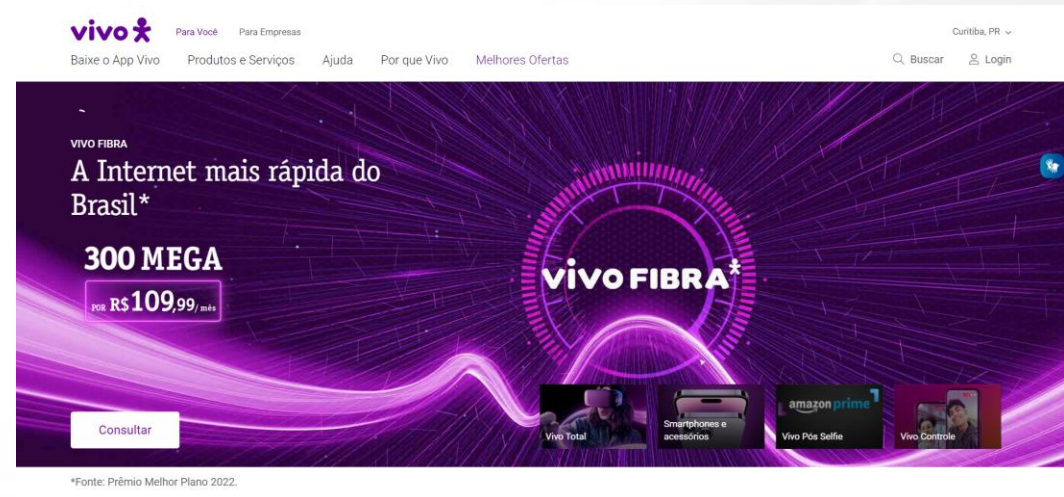 vivo
Para Você Para Empresas
Curitiba, PR
Baixe o App Vivo Produtos e Serviços Ajuda Por que Vivo Melhores Ofertas
Buscar Login
VIVO FIBRA
A Internet mais rápida do
Brasil*
300 MEGA
POR R$109,99/mês
VIVO FIBRA*
Consultar
Vivo Total
Smartphones e
acessórios
amazon prime
Vivo Pós Selfie
Vivo Controle
*Fonte: Prêmio Melhor Plano 2022.